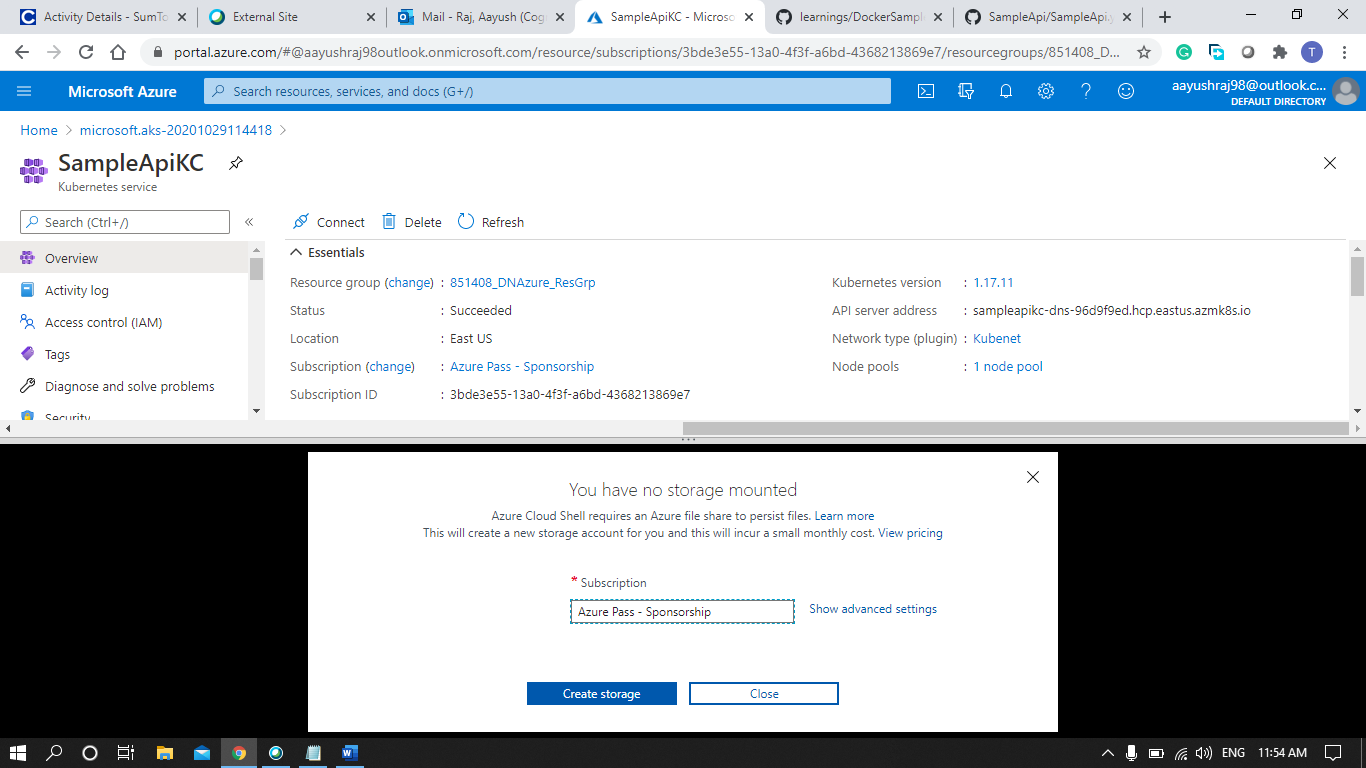 Activity Details - SumTo
External Site
Mail - Raj, Aayush (Cog
SampleApiKC - Microso
learnings/DockerSampl
SampleApi/SampleApi.y
portal.azure.com/#@aayushraj98outlook.onmicrosoft.com/resource/subscriptions/3bde3e55-13a0-4f3f-a6bd-4368213869e7/resourcegroups/851408_D...
T
Microsoft Azure
Search resources, services, and docs (G+/)
aayushraj98@outlook.c...
DEFAULT DIRECTORY
Home > microsoft.aks-20201029114418 >
SampleApiKC
Kubernetes service
Search (Ctrl+/)
«
Connect
Delete
Refresh
Overview
Activity log
Access control (IAM)
Tags
Diagnose and solve problems
Security
Essentials
Resource group (change) : 851408_DNAzure_ResGrp
Status : Succeeded
Location : East US
Subscription (change) : Azure Pass - Sponsorship
Subscription ID : 3bde3e55-13a0-4f3f-a6bd-4368213869e7
Kubernetes version : 1.17.11
API server address : sampleapikc-dns-96d9f9ed.hcp.eastus.azmk8s.io
Network type (plugin) : Kubenet
Node pools : 1 node pool
You have no storage mounted
Azure Cloud Shell requires an Azure file share to persist files. Learn more
This will create a new storage account for you and this will incur a small monthly cost. View pricing
* Subscription
Azure Pass - Sponsorship
Show advanced settings
Create storage
Close
ENG
11:54 AM